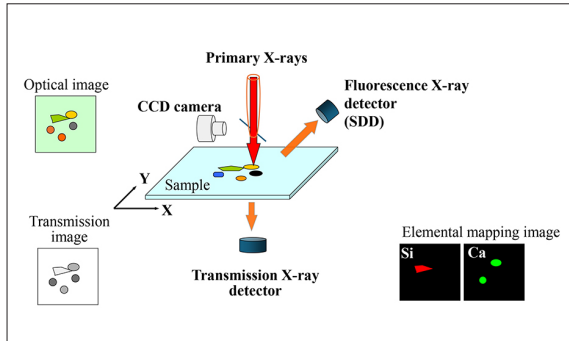 Primary X-rays
Optical image
Fluorescence X-ray
detector
(SDD)
CCD camera
Y
Sample
X
Transmission
image
Elemental mapping image
Si
Ca
Transmission X-ray
detector